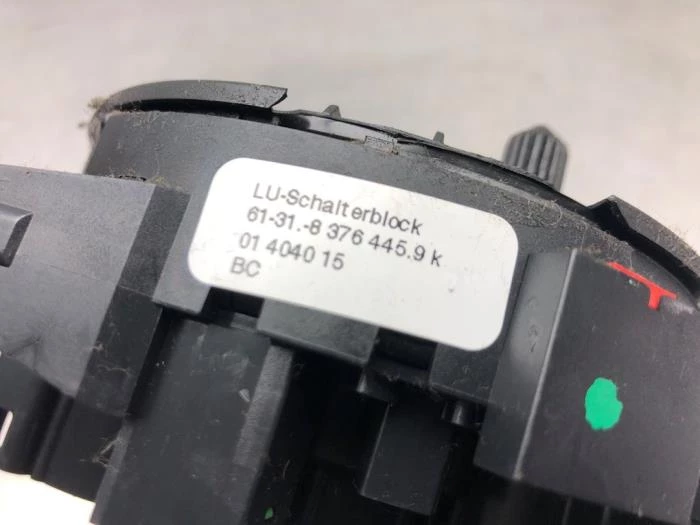 LU-Schalterblock
61-31.-8 376 445.9 k
01 4040 15
BC